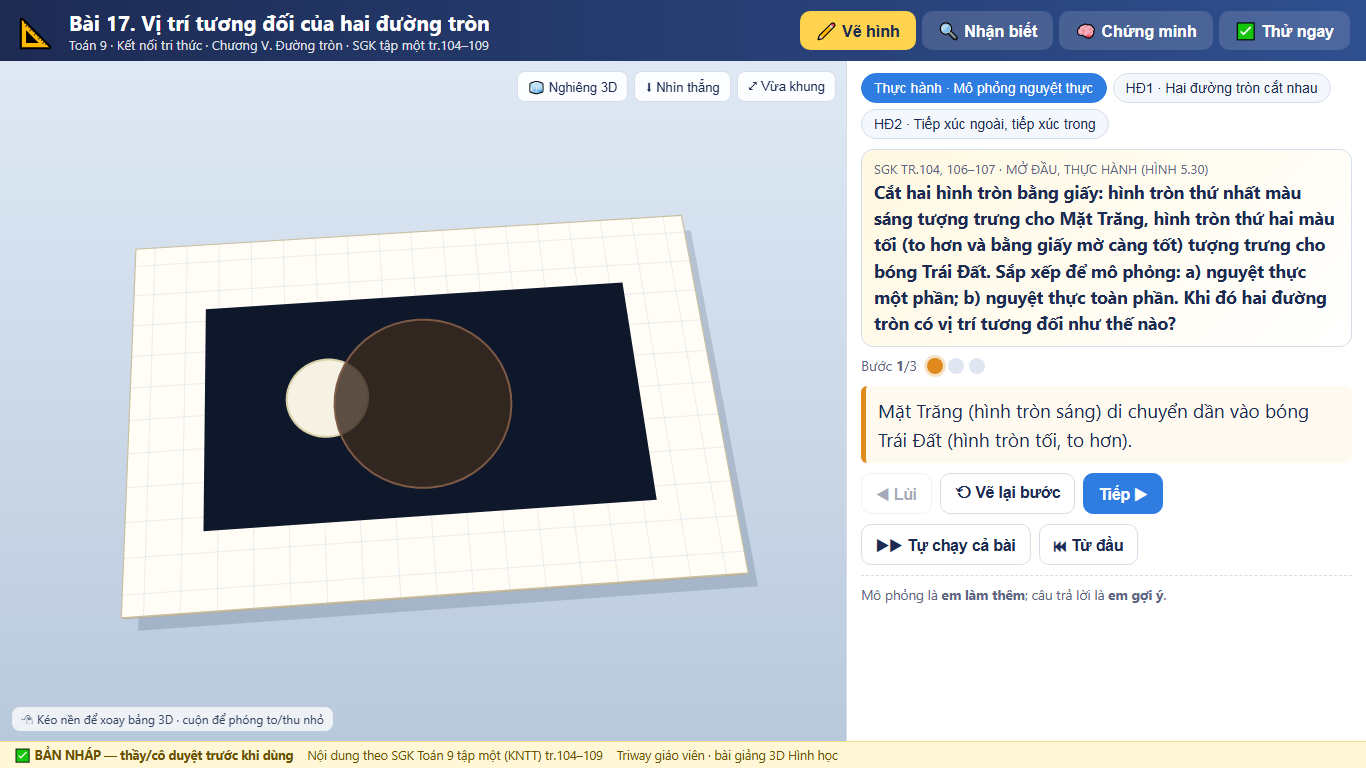 Bài 17. Vị trí tương đối của hai đường tròn
Toán 9 · Kết nối tri thức · Chương V. Đường tròn · SGK tập một tr.104–109
Vẽ hình
Nhận biết
Chứng minh
Thử ngay
Nghiêng 3D
Nhìn thẳng
Vừa khung
Kéo nền để xoay bảng 3D · cuộn để phóng to/thu nhỏ
Thực hành · Mô phỏng nguyệt thực
HĐ1 · Hai đường tròn cắt nhau
HĐ2 · Tiếp xúc ngoài, tiếp xúc trong
SGK TR.104, 106–107 · MỞ ĐẦU, THỰC HÀNH (HÌNH 5.30)
Cắt hai hình tròn bằng giấy: hình tròn thứ nhất màu
sáng tượng trưng cho Mặt Trăng, hình tròn thứ hai màu
tối (to hơn và bằng giấy mờ càng tốt) tượng trưng cho
bóng Trái Đất. Sắp xếp để mô phỏng: a) nguyệt thực
một phần; b) nguyệt thực toàn phần. Khi đó hai đường
tròn có vị trí tương đối như thế nào?
Bước 1/3
Mặt Trăng (hình tròn sáng) di chuyển dần vào bóng
Trái Đất (hình tròn tối, to hơn).
Lùi
Vẽ lại bước
Tiếp
Tự chạy cả bài
Từ đầu
Mô phỏng là em làm thêm; câu trả lời là em gợi ý.
BẢN NHÁP — thầy/cô duyệt trước khi dùng
Nội dung theo SGK Toán 9 tập một (KNTT) tr.104–109
Triway giáo viên · bài giảng 3D Hình học